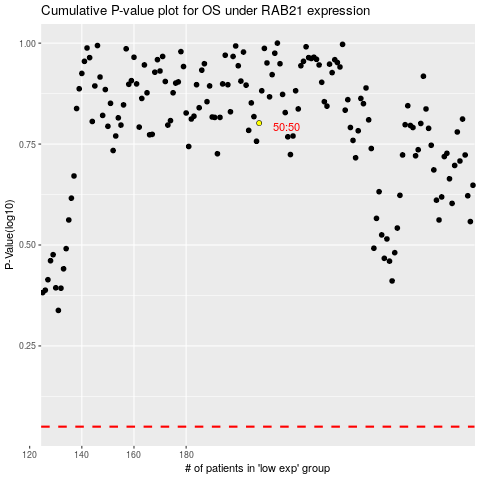 Cumulative P-value plot for OS under RAB21 expression
1.00
0.75
0.50
0.25
P-Value(log10)
50:50
120 140 160 180
# of patients in 'low exp' group